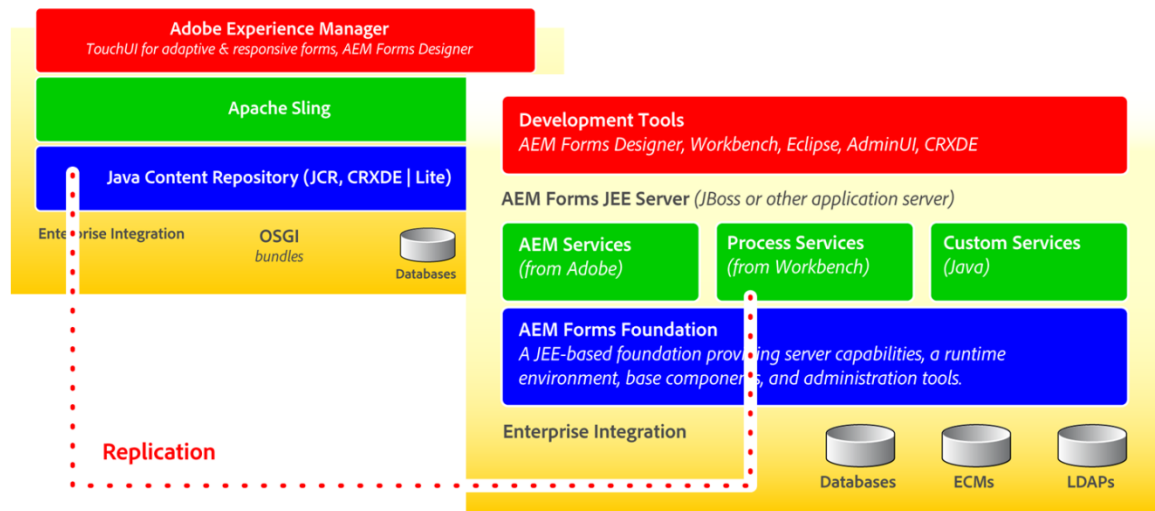 Adobe Experience Manager
TouchUI for adaptive & responsive forms, AEM Forms Designer
Apache Sling
Java Content Repository (JCR, CRXDE | Lite)
Enterprise Integration
OSGI
bundles
Databases
Development Tools
AEM Forms Designer, Workbench, Eclipse, AdminUI, CRXDE
AEM Forms JEE Server (JBoss or other application server)
AEM Services
(from Adobe)
Process Services
(from Workbench)
Custom Services
(Java)
AEM Forms Foundation
A JEE-based foundation providing server capabilities, a runtime
environment, base components, and administration tools.
Enterprise Integration
Databases
ECMs
LDAPs
Replication